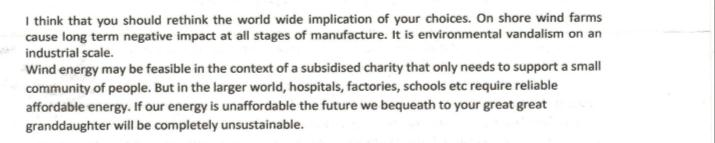 I think that you should rethink the world wide implication of your choices. On shore wind farms
cause long term negative impact at all stages of manufacture. It is environmental vandalism on an
industrial scale.
Wind energy may be feasible in the context of a subsidised charity that only needs to support a small
community of people. But in the larger world, hospitals, factories, schools etc require reliable
affordable energy. If our energy is unaffordable the future we bequeath to your great great
granddaughter will be completely unsustainable.